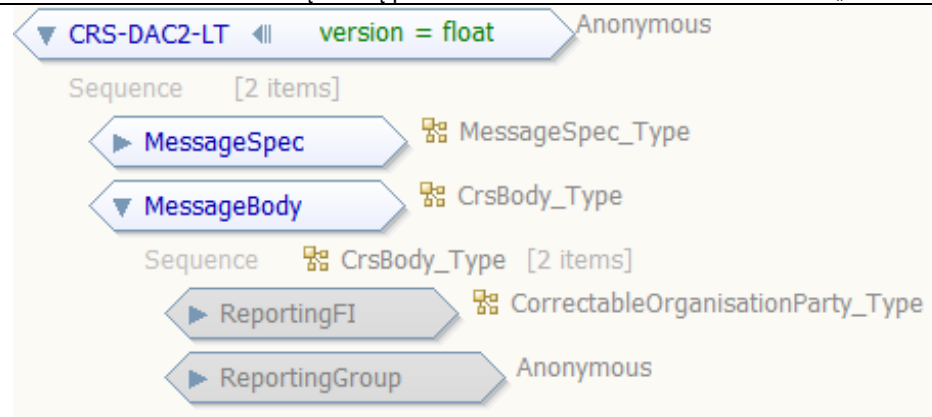 CRS-DAC2-LT version = float Anonymous
Sequence [2 items]
MessageSpec MessageSpec_Type
MessageBody CrsBody_Type
Sequence CrsBody_Type [2 items]
ReportingFI CorrectableOrganisationParty_Type
ReportingGroup Anonymous